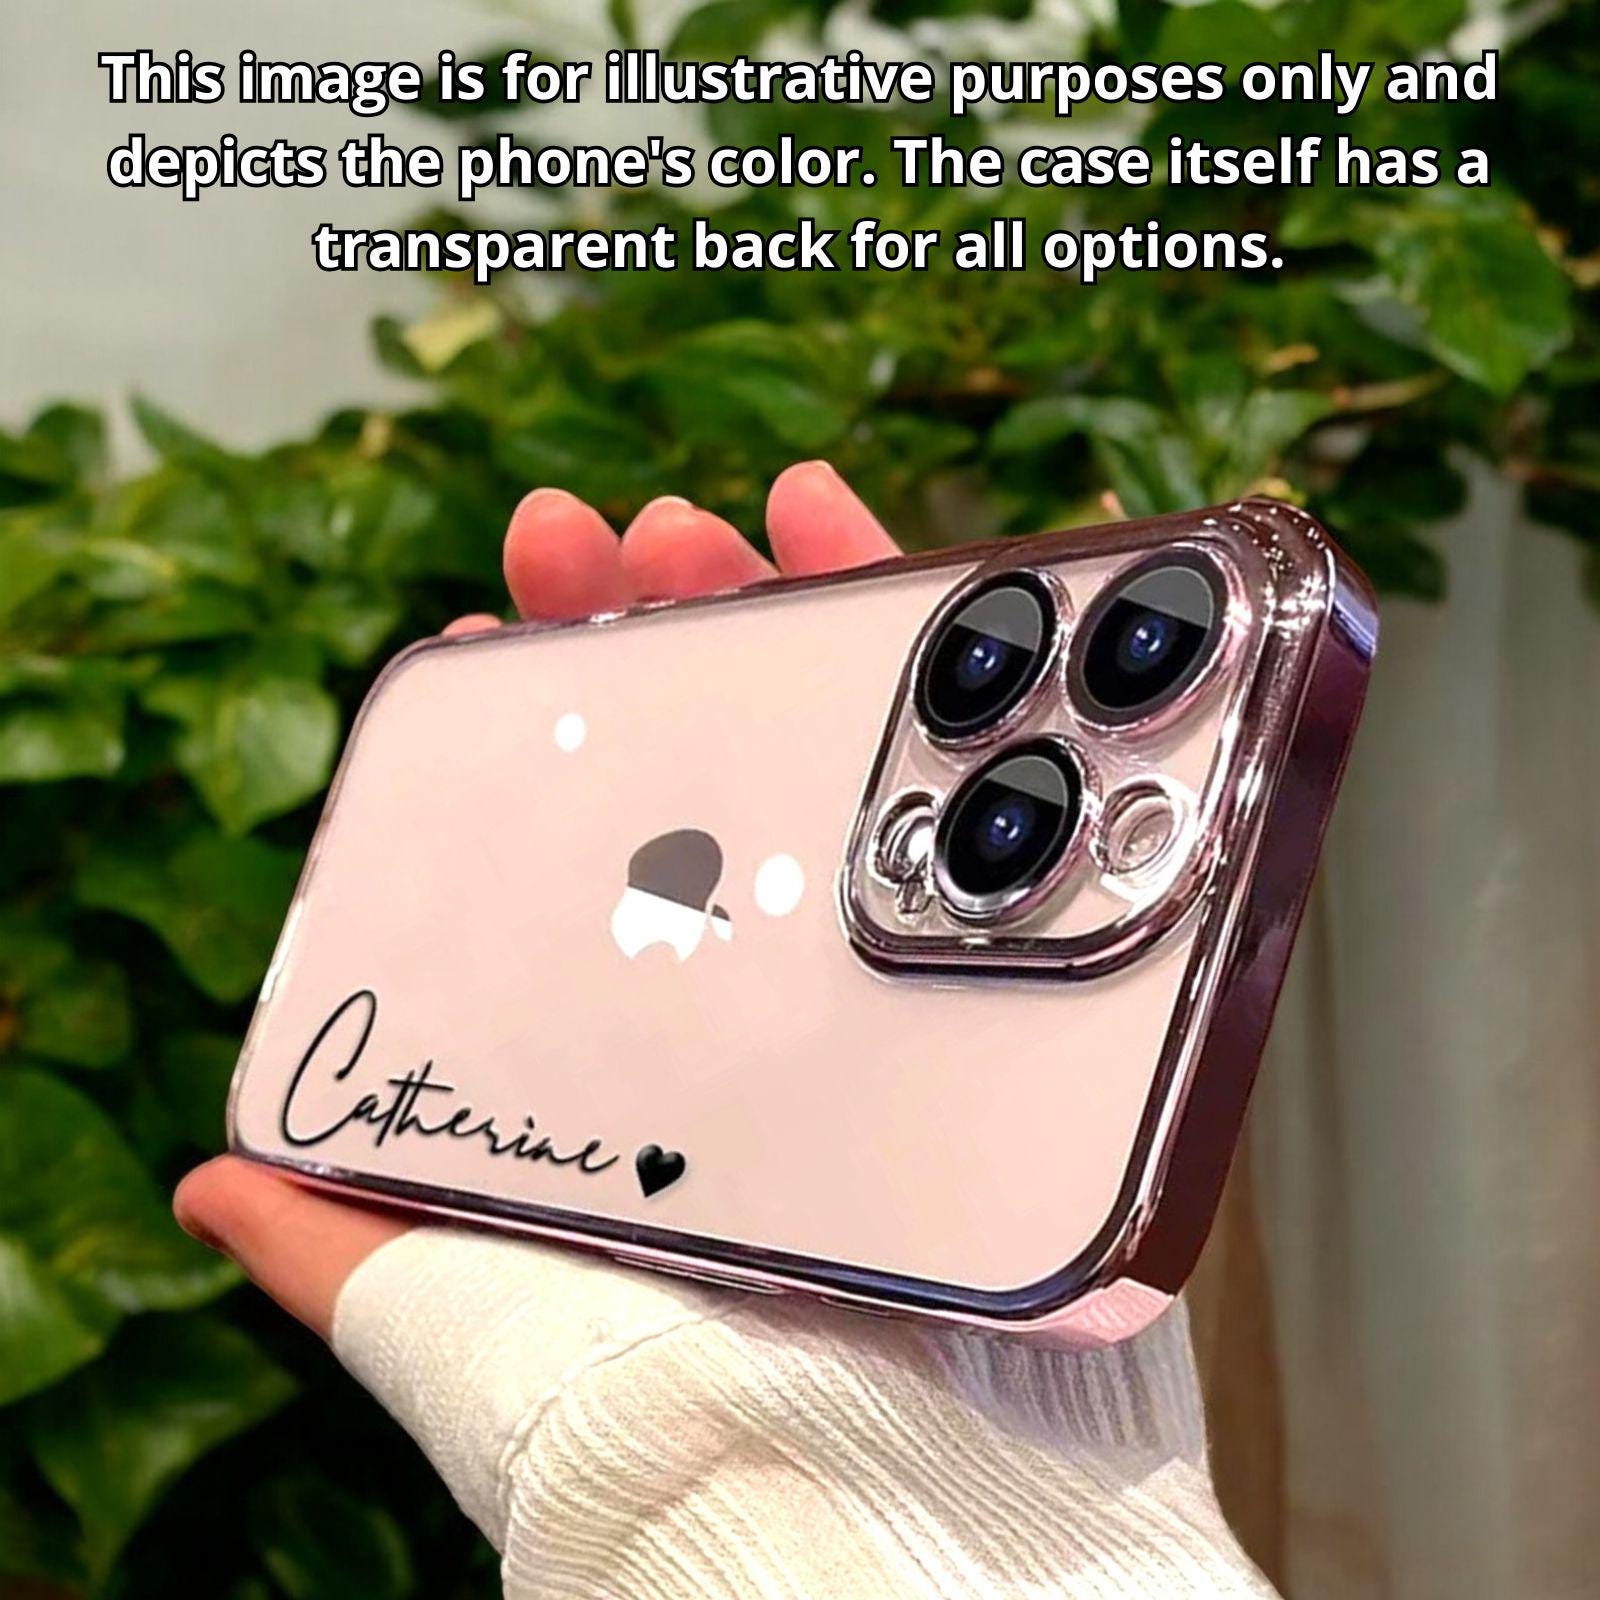 This image is for illustrative purposes only and
depicts the phone's color. The case itself has a
transparent back for all options.
Catherine